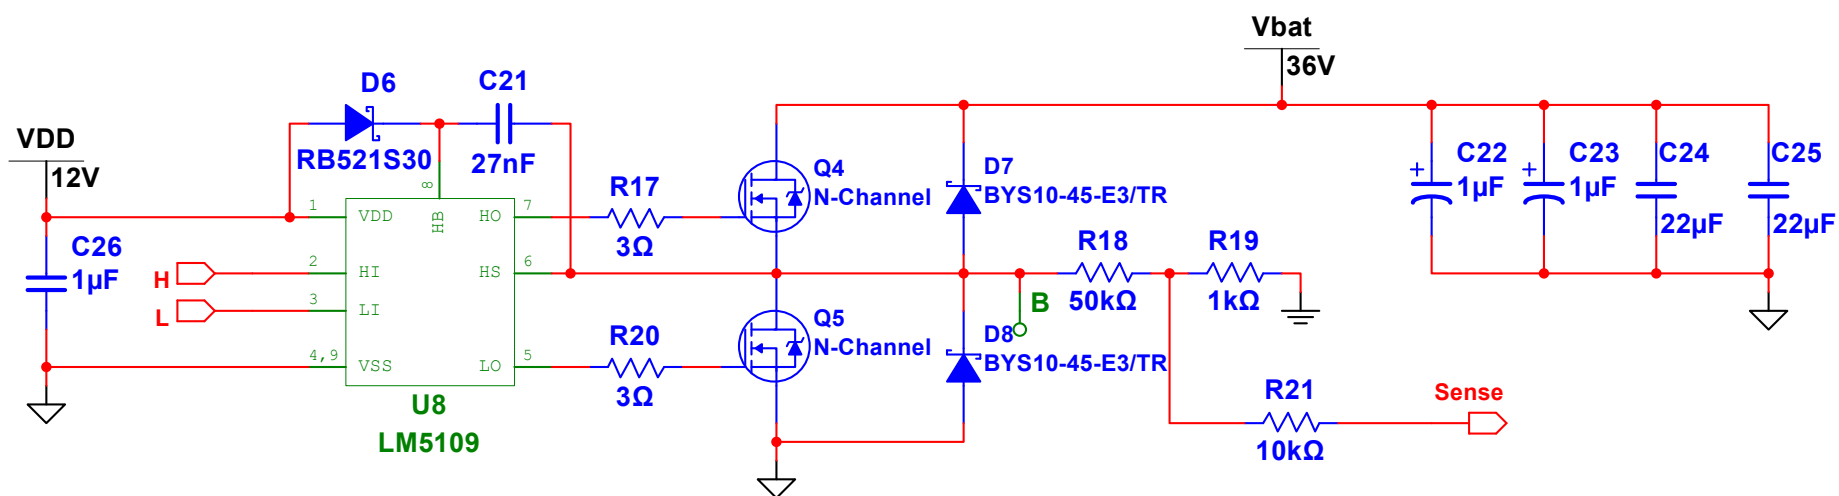 Vbat
36V
D6
C21
RB521S30
27nF
VDD
12V
C26
1µF
H
L
1
2
3
4,9
VDD
HI
LI
VSS
8
HB
HO
HS
LO
7
6
5
U8
LM5109
R17
3Ω
R20
3Ω
Q4
N-Channel
Q5
N-Channel
D7
BYS10-45-E3/TR
D8
BYS10-45-E3/TR
B
R18
50kΩ
R19
1kΩ
R21
10kΩ
Sense
+
C22
1µF
+
C23
1µF
C24
22µF
C25
22µF